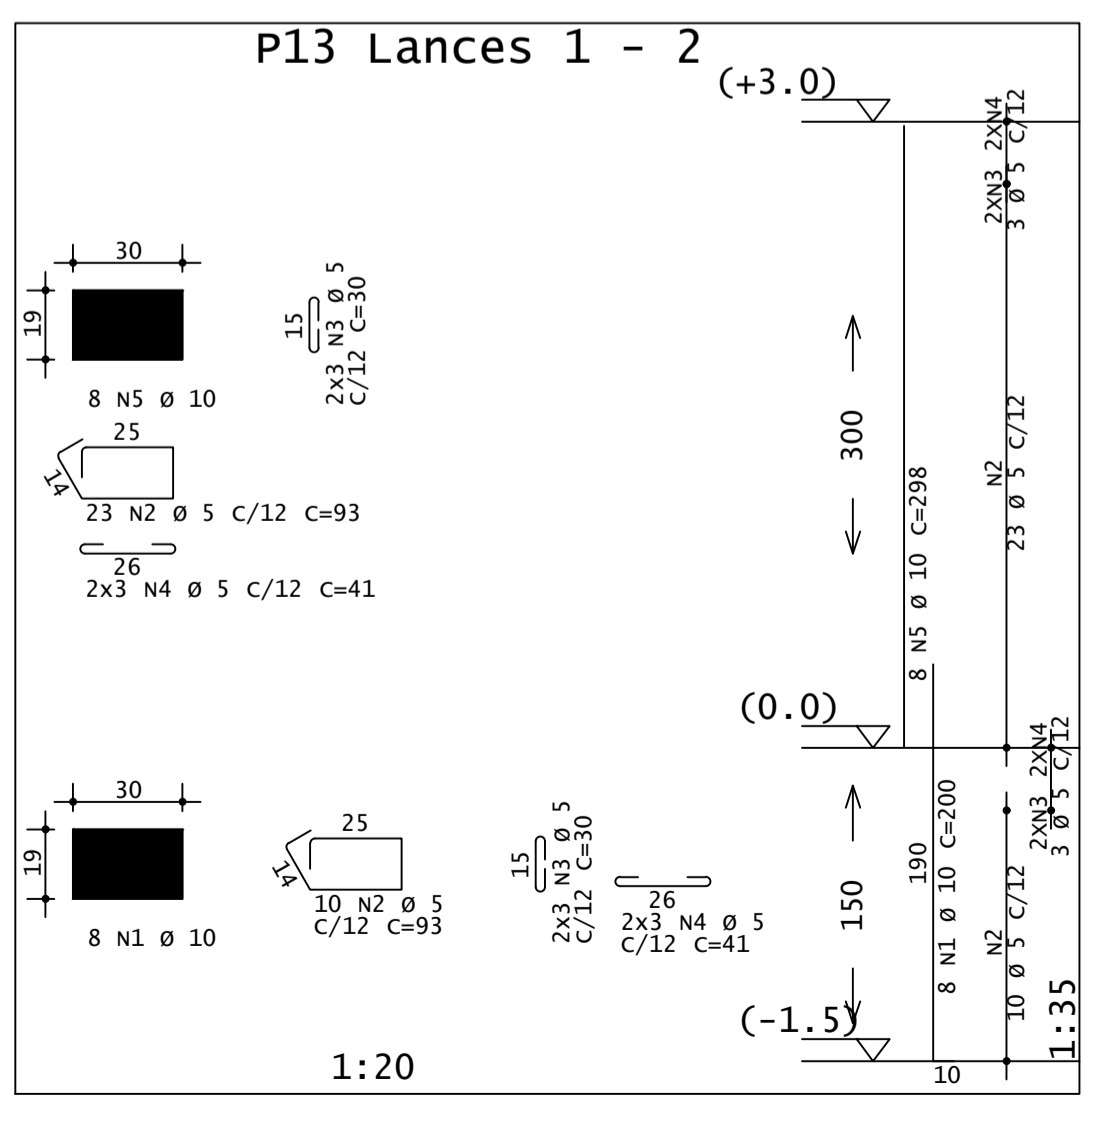 P13 Lances 1 - 2
(+3.0)
2XN3 2XN4
3 Ø 5 C/12
30
19
8 N5 Ø 10
15
2x3 N3 Ø 5
C/12 C=30
25
14
23 N2 Ø 5 C/12 C=93
26
2x3 N4 Ø 5 C/12 C=41
300
8 N5 Ø 10 C=298
N2
23 Ø 5 C/12
(0.0)
2XN3 2XN4
3 Ø 5 C/12
30
19
8 N1 Ø 10
25
14
10 N2 Ø 5
C/12 C=93
15
2x3 N3 Ø 5
C/12 C=30
26
2x3 N4 Ø 5
C/12 C=41
150
190
8 N1 Ø 10 C=200
N2
10 Ø 5 C/12
(-1.5)
10
1:20
1:35